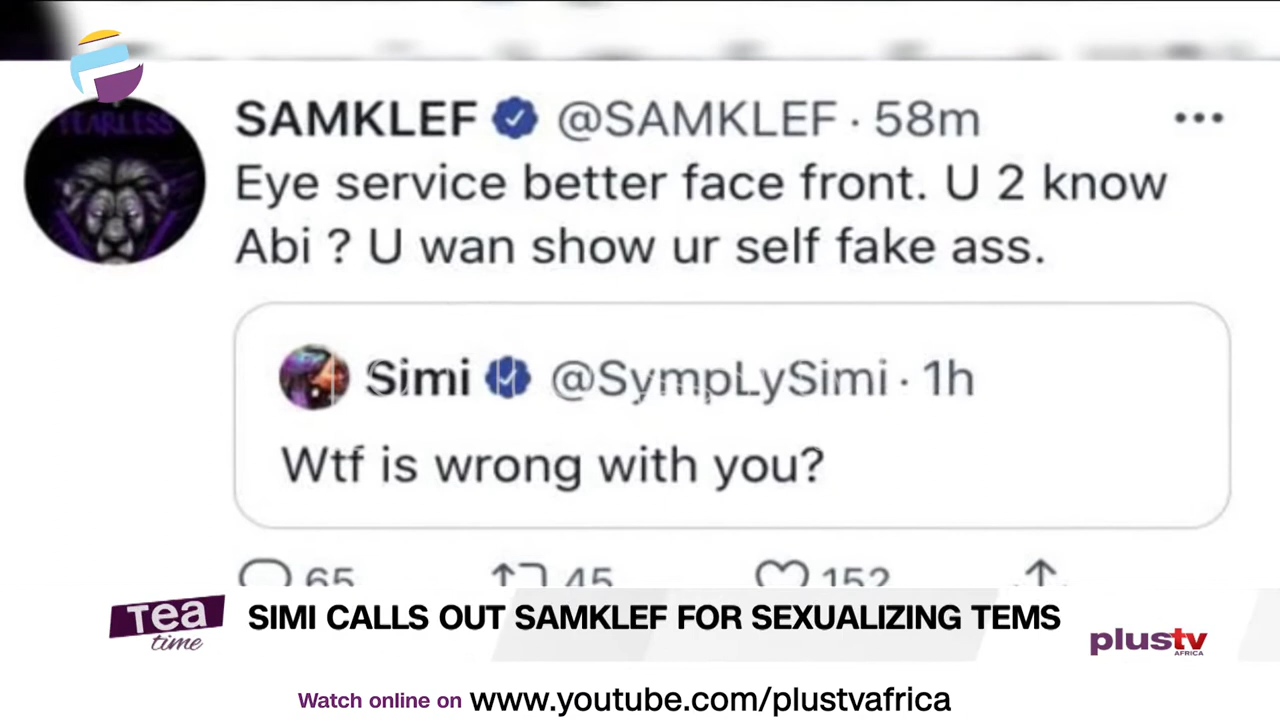 FEARLESS
SAMKLEF @SAMKLEF · 58m
Eye service better face front. U 2 know
Abi ? U wan show ur self fake ass.
Simi @SympLySimi · 1h
Wtf is wrong with you?
65 45 152
Tea time
SIMI CALLS OUT SAMKLEF FOR SEXUALIZING TEMS
plustv
AFRICA
Watch online on www.youtube.com/plustvafrica